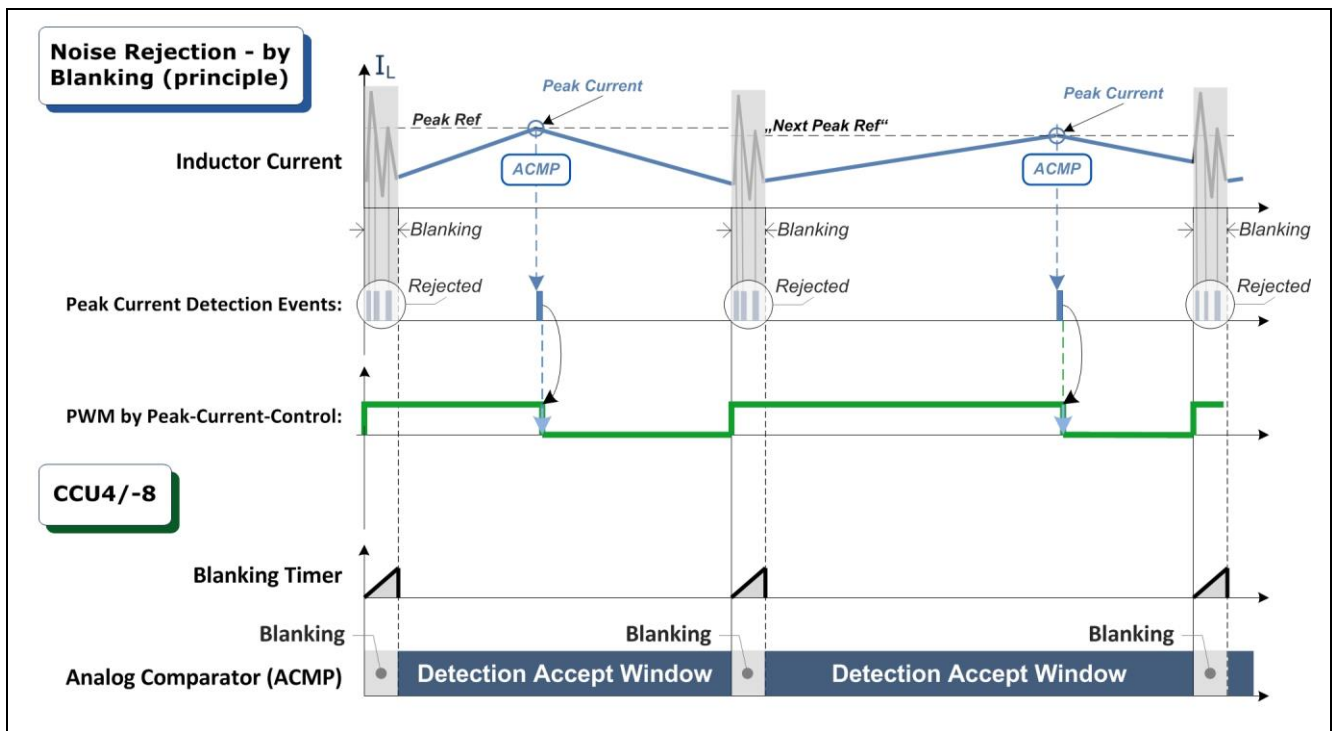 Noise Rejection - by
Blanking (principle)
I_L
Peak Current
Peak Current
Peak Ref
„Next Peak Ref“
Inductor Current
ACMP
ACMP
Blanking
Blanking
Blanking
Rejected
Rejected
Rejected
Peak Current Detection Events:
PWM by Peak-Current-Control:
CCU4/-8
Blanking Timer
Blanking
Blanking
Blanking
Analog Comparator (ACMP)
Detection Accept Window
Detection Accept Window